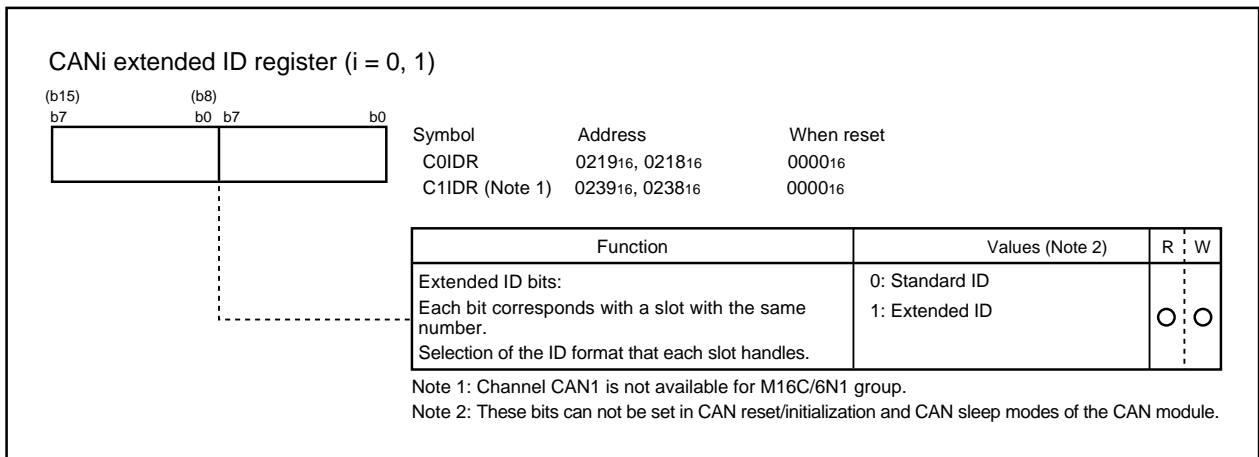 CANi extended ID register (i = 0, 1)
(b15) (b8)
b7 b0 b7 b0
Symbol Address When reset
C0IDR 021916, 021816 000016
C1IDR (Note 1) 023916, 023816 000016
Function Values (Note 2) R W
Extended ID bits: 0: Standard ID
Each bit corresponds with a slot with the same 1: Extended ID
number.
Selection of the ID format that each slot handles.
Note 1: Channel CAN1 is not available for M16C/6N1 group.
Note 2: These bits can not be set in CAN reset/initialization and CAN sleep modes of the CAN module.